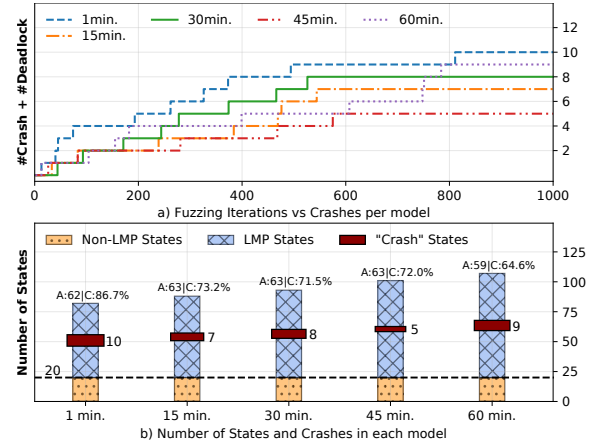 1min.
30min.
45min.
60min.
15min.
#Crash + #Deadlock
12
10
8
6
4
2
0
200
400
600
800
1000
a) Fuzzing Iterations vs Crashes per model
Non-LMP States
LMP States
"Crash" States
Number of States
A:62|C:86.7%
A:63|C:73.2%
A:63|C:71.5%
A:63|C:72.0%
A:59|C:64.6%
10
7
8
5
9
20
125
100
75
50
25
0
1 min.
15 min.
30 min.
45 min.
60 min.
b) Number of States and Crashes in each model